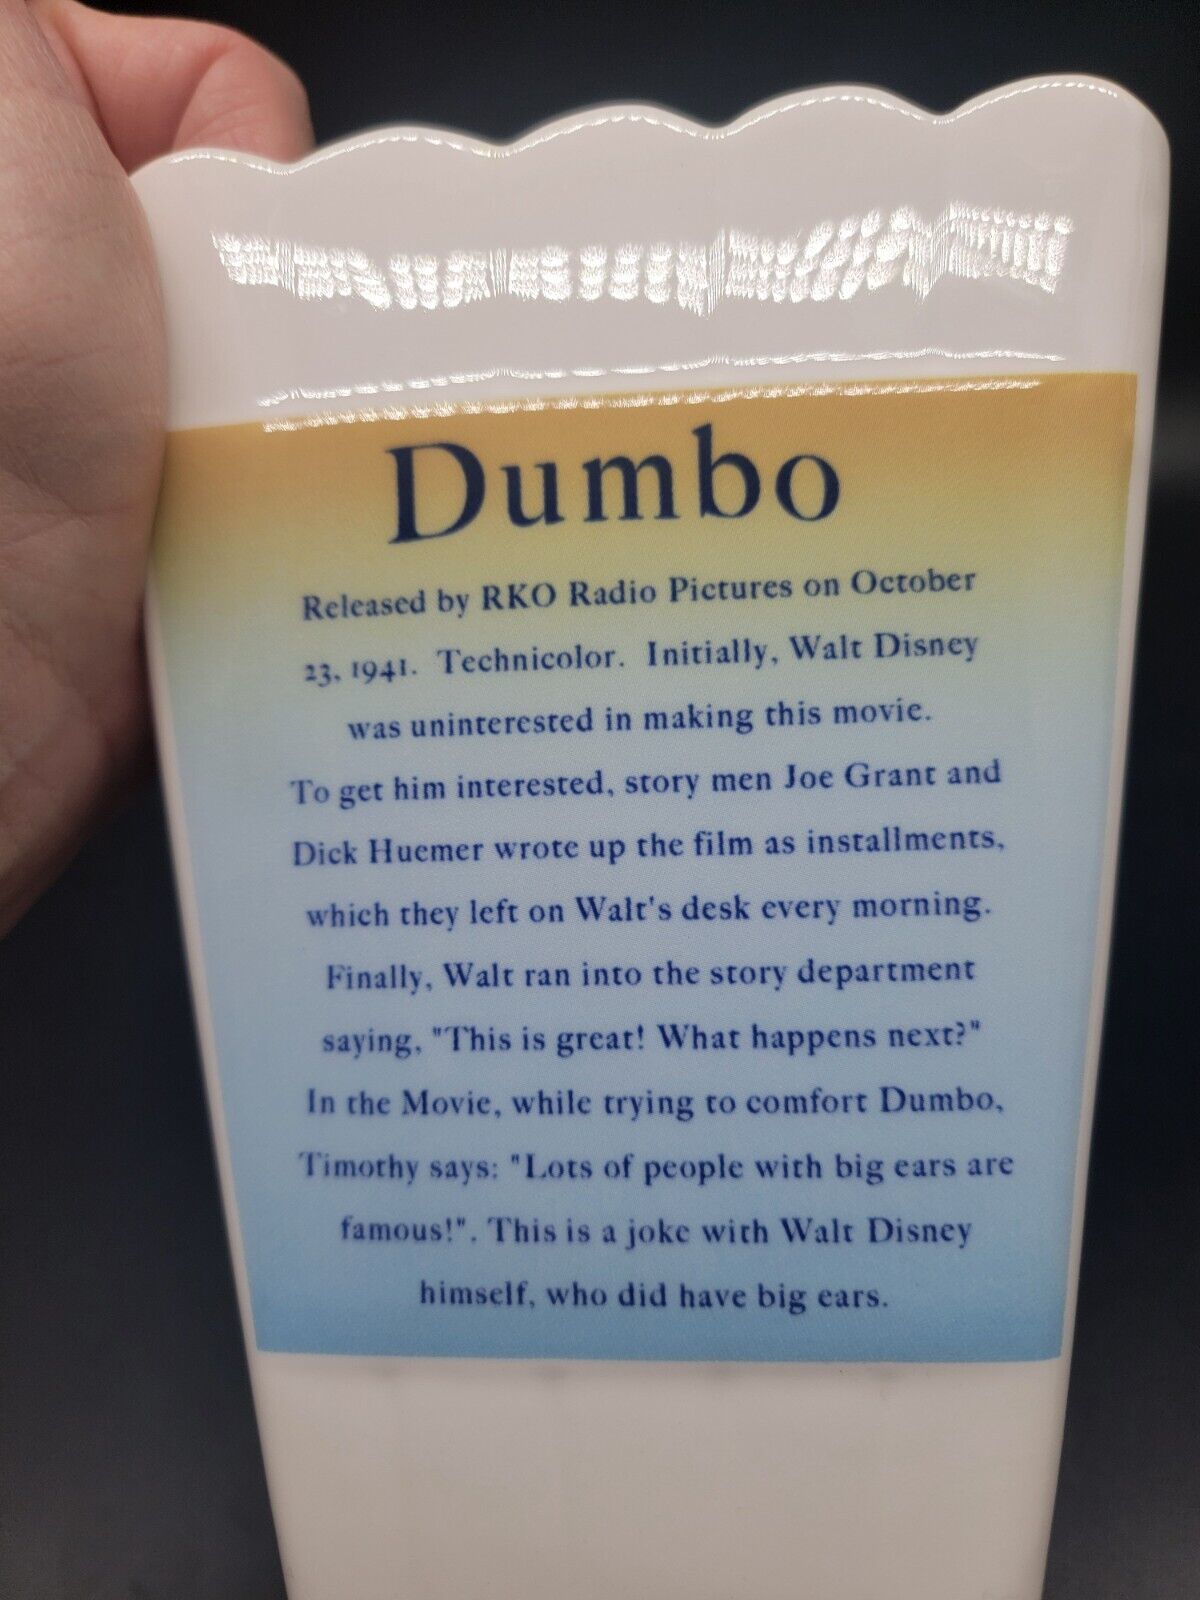 Dumbo
Released by RKO Radio Pictures on October
23, 1941. Technicolor. Initially, Walt Disney
was uninterested in making this movie.
To get him interested, story men Joe Grant and
Dick Huemer wrote up the film as installments,
which they left on Walt's desk every morning.
Finally, Walt ran into the story department
saying, "This is great! What happens next?"
In the Movie, while trying to comfort Dumbo,
Timothy says: "Lots of people with big ears are
famous!". This is a joke with Walt Disney
himself, who did have big ears.